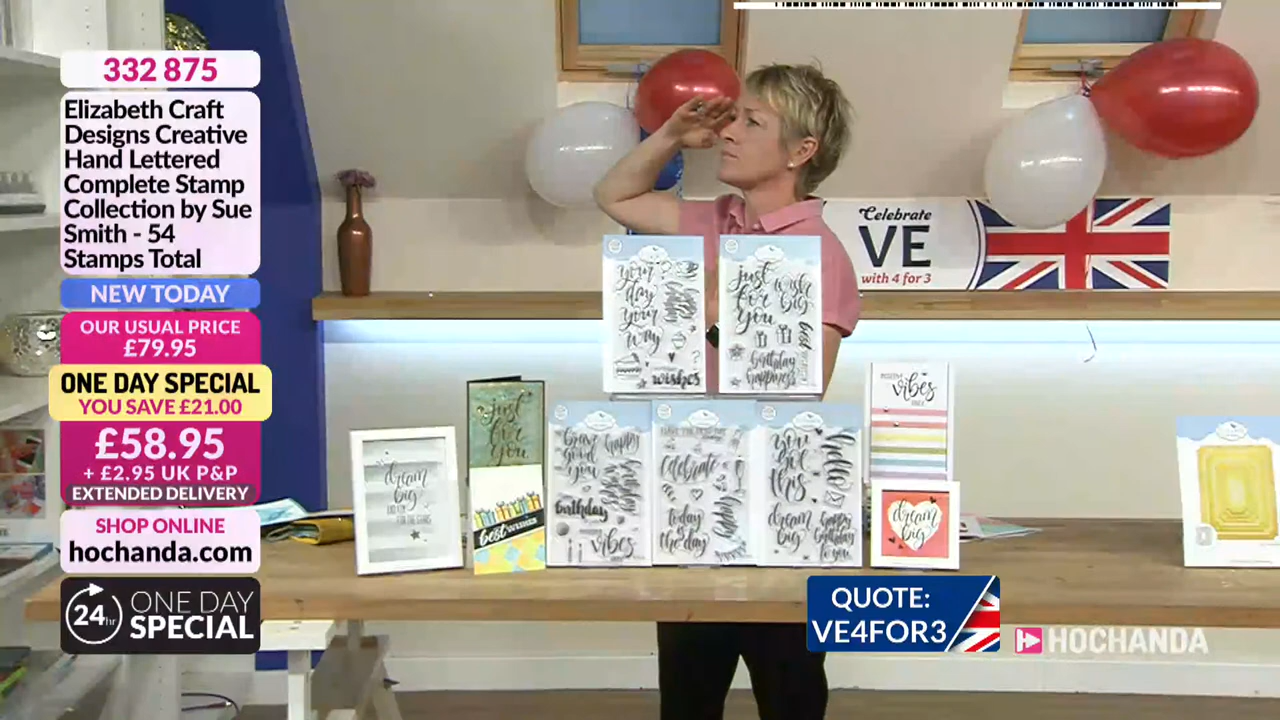 332 875
Elizabeth Craft
Designs Creative
Hand Lettered
Complete Stamp
Collection by Sue
Smith - 54
Stamps Total
NEW TODAY
OUR USUAL PRICE
£79.95
ONE DAY SPECIAL
YOU SAVE £21.00
£58.95
+ £2.95 UK P&P
EXTENDED DELIVERY
SHOP ONLINE
hochanda.com
24hr
ONE DAY
SPECIAL
Celebrate
VE
with 4 for 3
your
day
your
way
wishes
just
for
you
wish
big
best
birthday
happiness
dream
big
just
for
you
best wishes
happy
you
birthday
vibes
celebrate
today
is
the day
happy
you
got
this
hello
dream
big
happy
birthday
to you
vibes
dream
big
QUOTE:
VE4FOR3
HOCHANDA